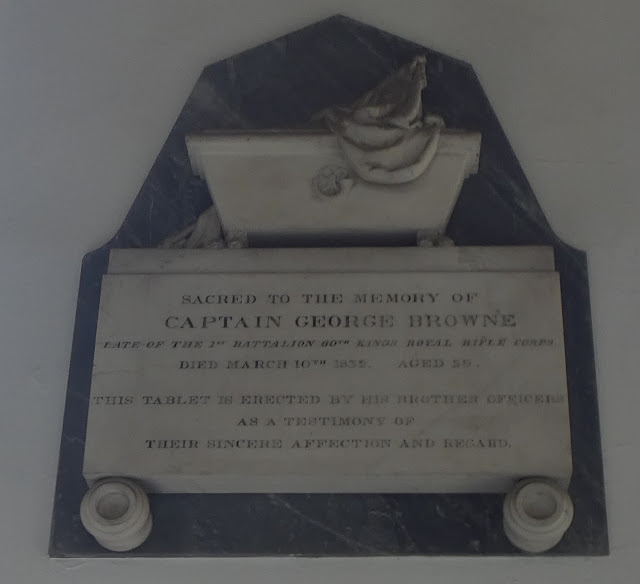 SACRED TO THE MEMORY OF
CAPTAIN GEORGE BROWNE
LATE OF THE 1ST BATTALION 60TH KINGS ROYAL RIFLE CORPS
DIED MARCH 10TH AGED
THIS TABLET IS ERECTED BY HIS BROTHER OFFICERS
AS A TESTIMONY OF
THEIR SINCERE AFFECTION AND REGARD.